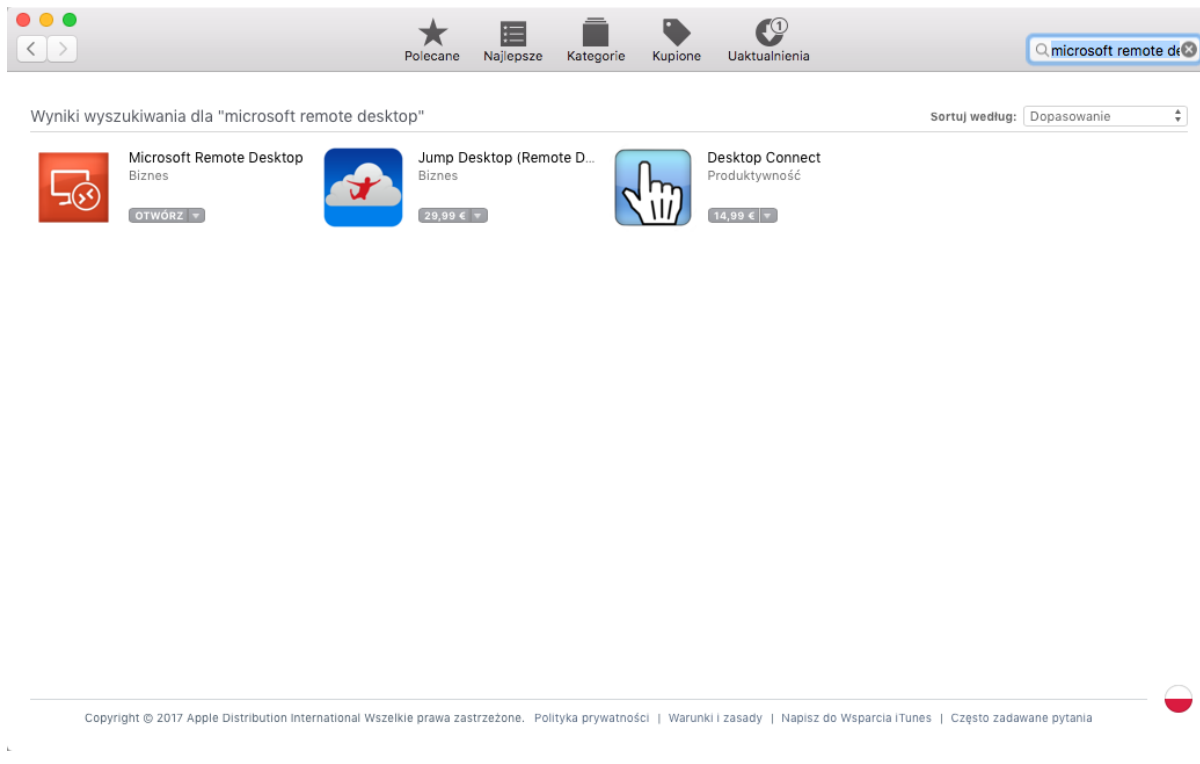 Polecane Najlepsze Kategorie Kupione Uaktualnienia
1
microsoft remote de
Wyniki wyszukiwania dla "microsoft remote desktop"
Sortuj według: Dopasowanie
Microsoft Remote Desktop
Biznes
OTWÓRZ
Jump Desktop (Remote D...
Biznes
29,99 €
Desktop Connect
Produktywność
14,99 €
Copyright © 2017 Apple Distribution International Wszelkie prawa zastrzeżone. Polityka prywatności | Warunki i zasady | Napisz do Wsparcia iTunes | Często zadawane pytania